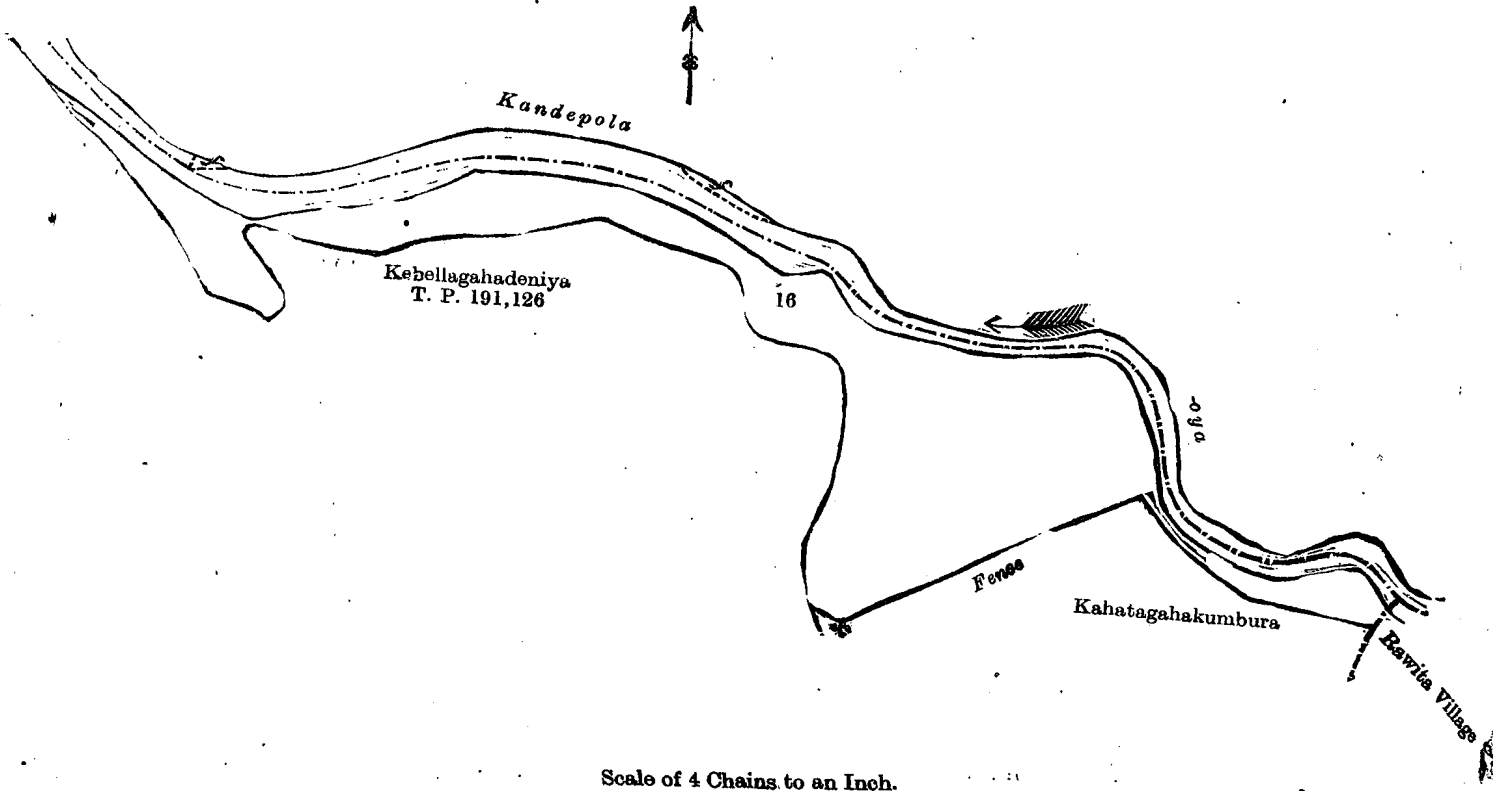 Kandepola
Kebellagahadeniya
T. P. 191,126
16
-oya
Fence
Kahatagahakumbura
Rawita Village
Scale of 4 Chains to an Inch.